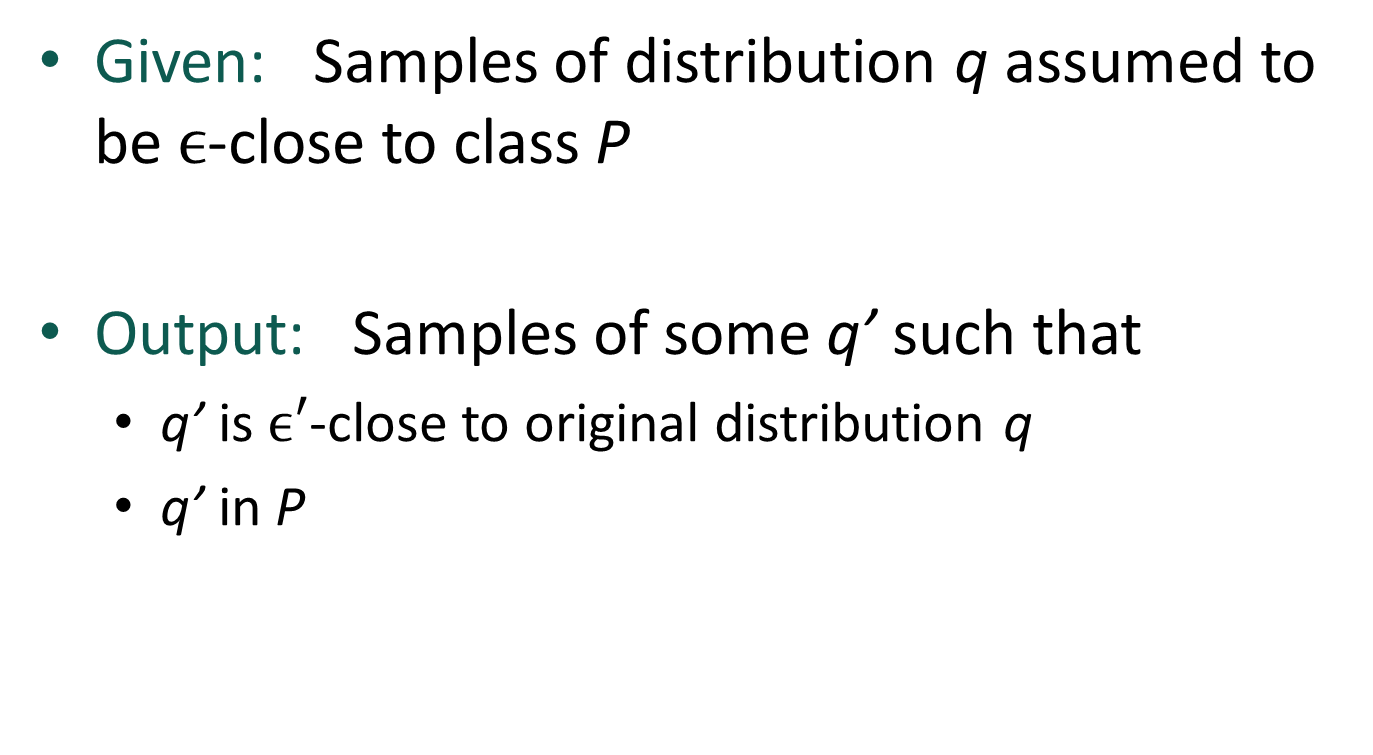 • Given: Samples of distribution q assumed to
be ϵ-close to class P
• Output: Samples of some q’ such that
• q’ is ϵ′-close to original distribution q
• q’ in P